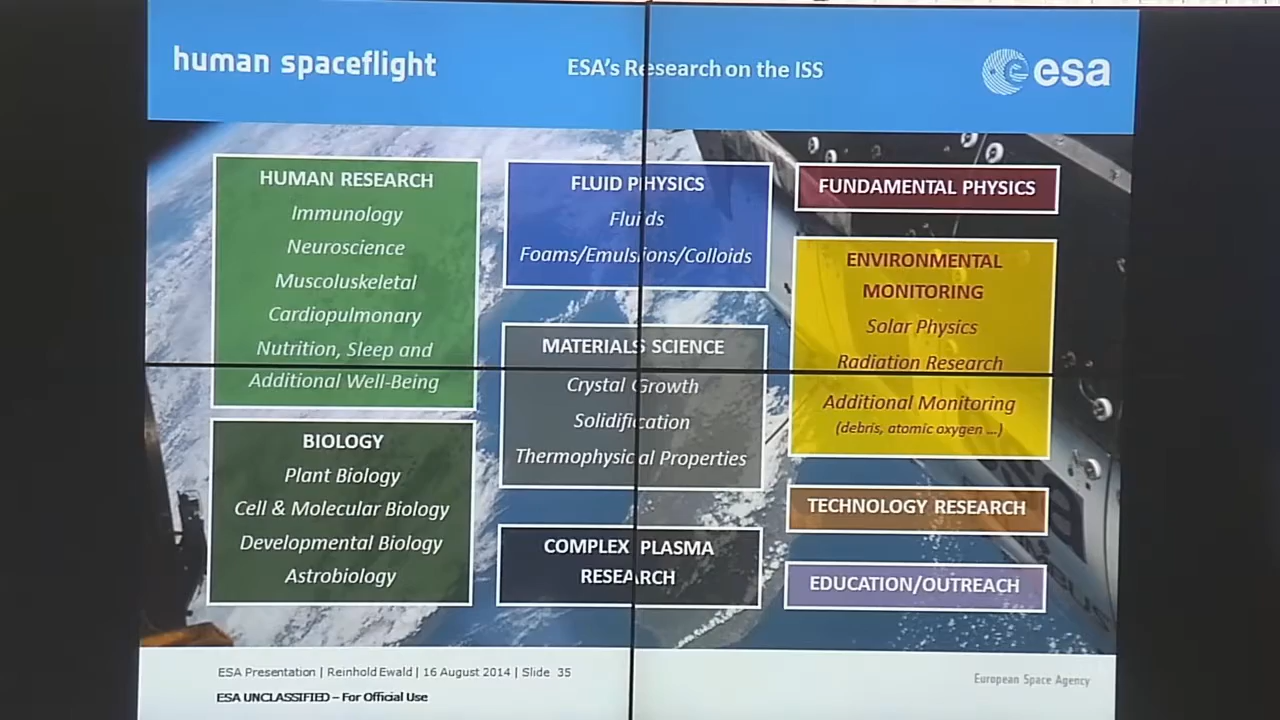 human spaceflight
ESA's Research on the ISS
esa
HUMAN RESEARCH
Immunology
Neuroscience
Muscoluskeletal
Cardiopulmonary
Nutrition, Sleep and
Additional Well-Being
BIOLOGY
Plant Biology
Cell & Molecular Biology
Developmental Biology
Astrobiology
FLUID PHYSICS
Fluids
Foams/Emulsions/Colloids
MATERIALS SCIENCE
Crystal Growth
Solidification
Thermophysical Properties
COMPLEX PLASMA
RESEARCH
FUNDAMENTAL PHYSICS
ENVIRONMENTAL
MONITORING
Solar Physics
Radiation Research
Additional Monitoring
(debris, atomic oxygen ...)
TECHNOLOGY RESEARCH
EDUCATION/OUTREACH
ESA Presentation | Reinhold Ewald | 16 August 2014 | Slide 35
ESA UNCLASSIFIED – For Official Use
European Space Agency